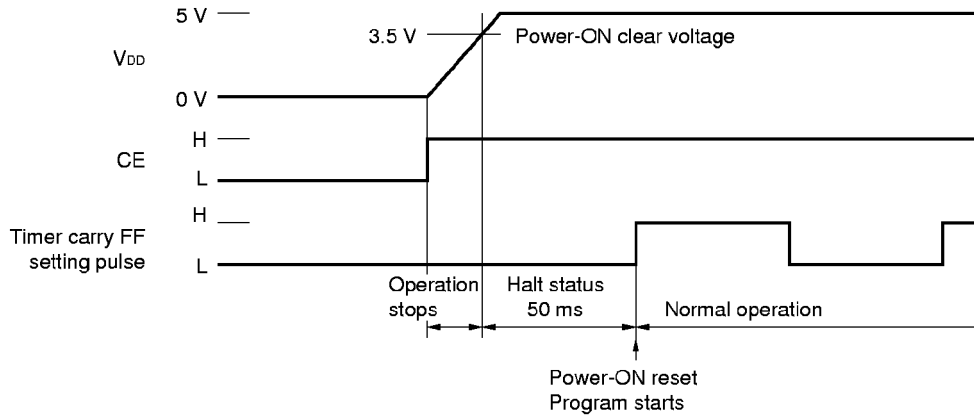 5 V
3.5 V
Power-ON clear voltage
VDD
0 V
H
CE
L
H
Timer carry FF
setting pulse
L
Operation
stops
Halt status
50 ms
Normal operation
Power-ON reset
Program starts